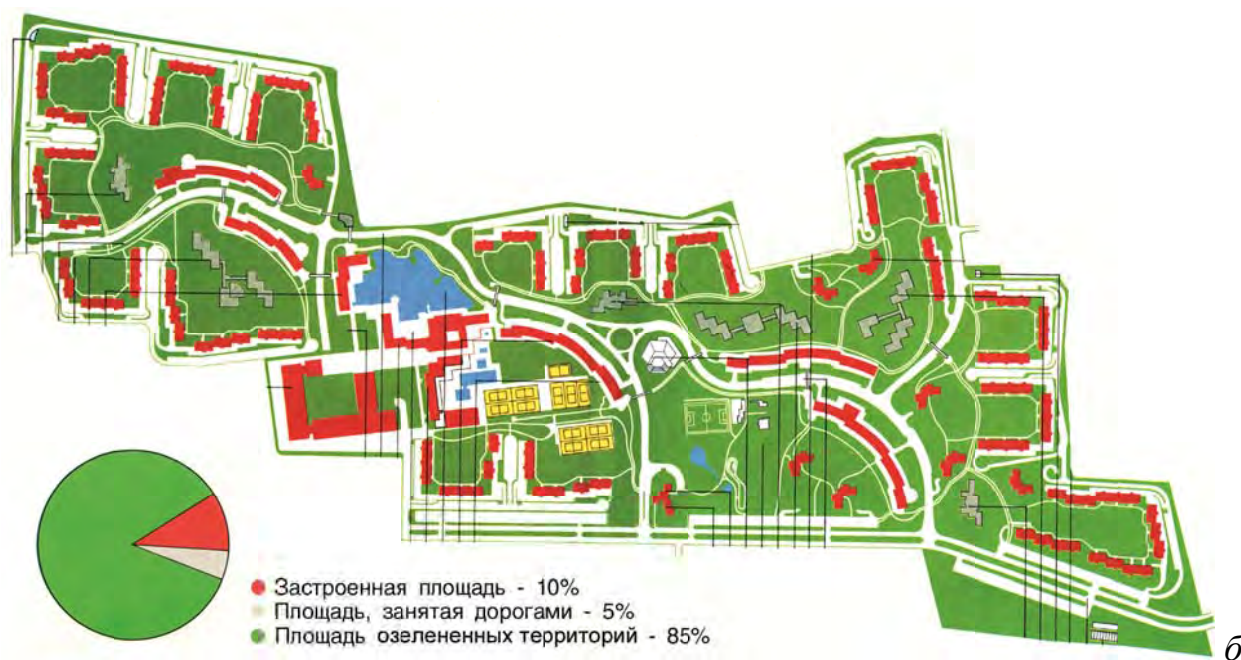 Застроенная площадь - 10%
Площадь, занятая дорогами - 5%
Площадь озелененных территорий - 85%
б